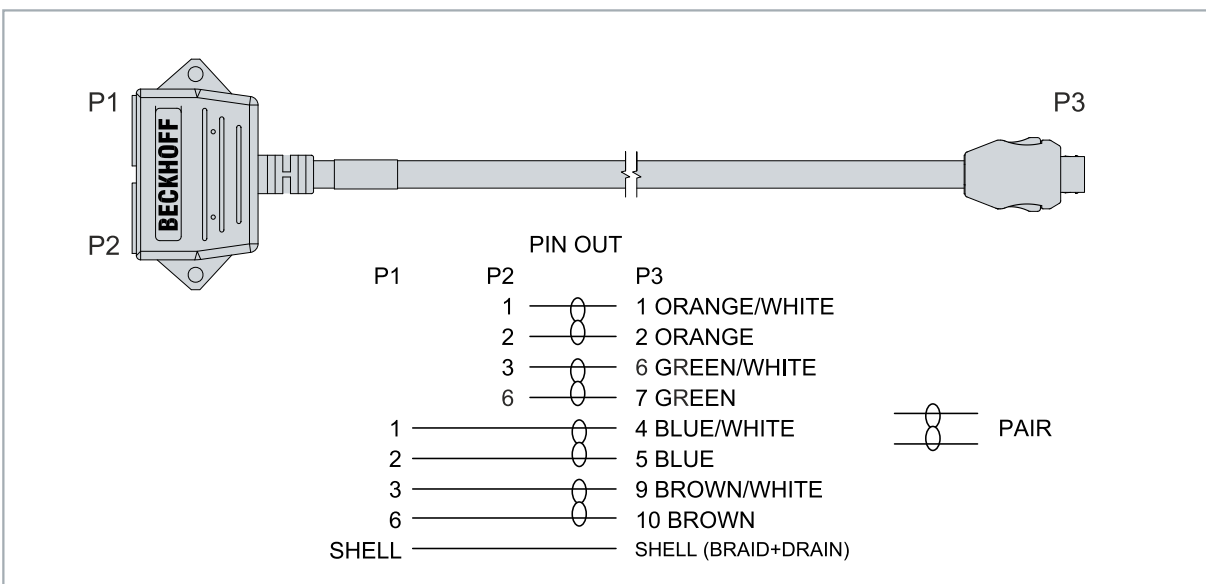 P1
P3
BECKHOFF
P2
PIN OUT
P1 P2 P3
1 1 ORANGE/WHITE
2 2 ORANGE
3 6 GREEN/WHITE
6 7 GREEN
1 4 BLUE/WHITE
PAIR
2 5 BLUE
3 9 BROWN/WHITE
6 10 BROWN
SHELL SHELL (BRAID+DRAIN)